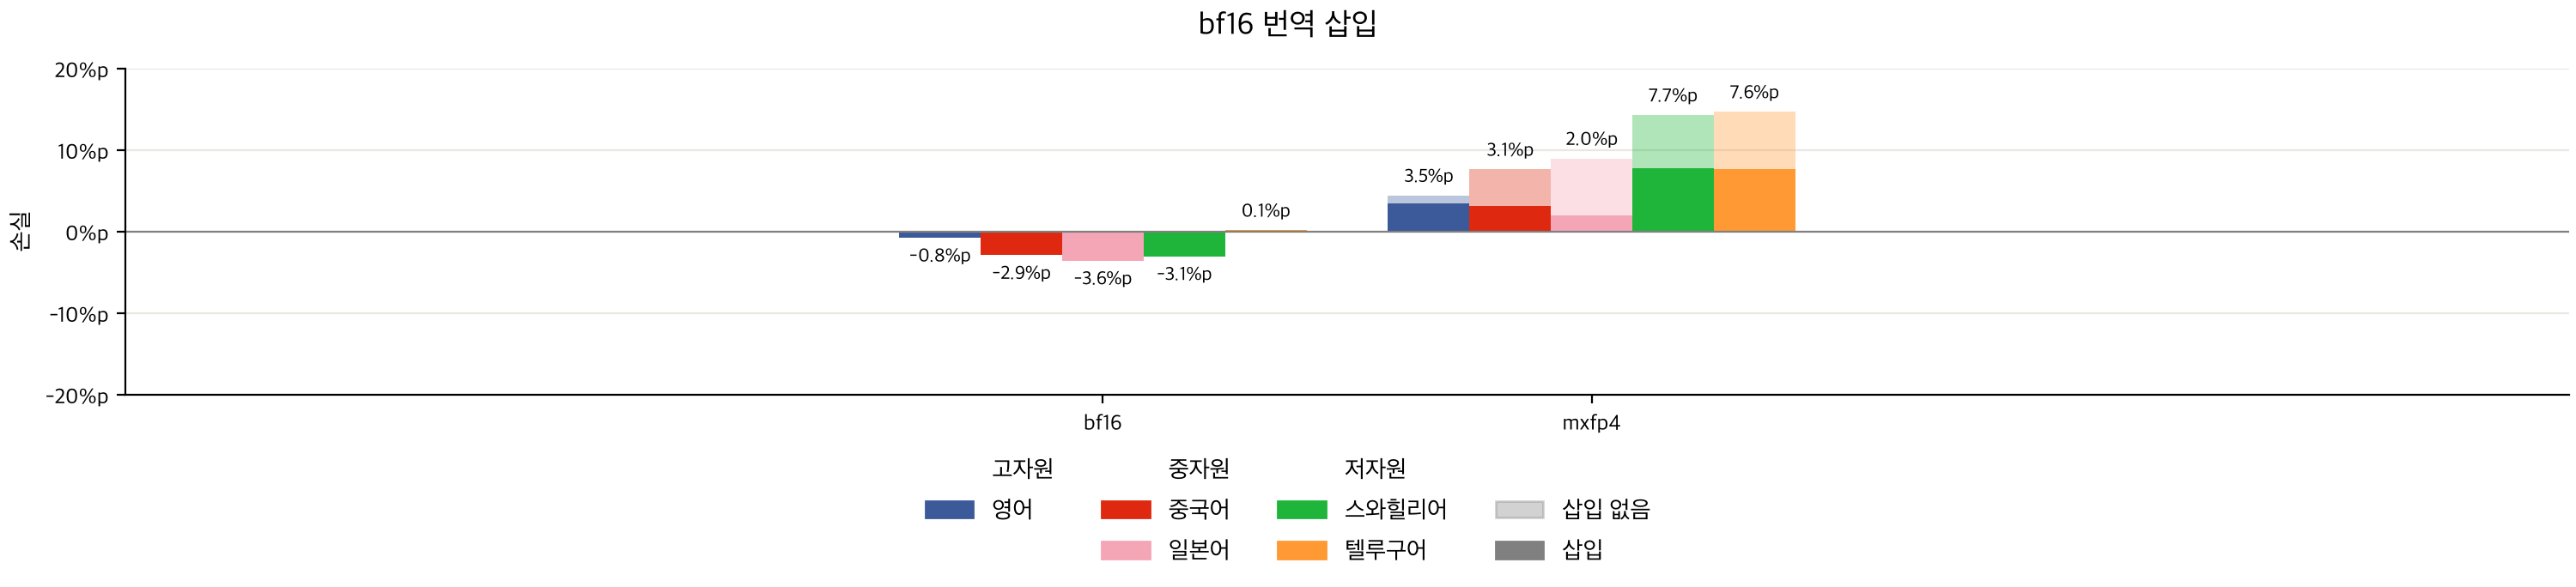 bf16 번역 삽입
손실
20%p
10%p
0%p
-10%p
-20%p
-0.8%p
-2.9%p
-3.6%p
-3.1%p
0.1%p
3.5%p
3.1%p
2.0%p
7.7%p
7.6%p
bf16
mxfp4
고자원 중자원 저자원
영어 중국어 스와힐리어 삽입 없음
일본어 텔루구어 삽입